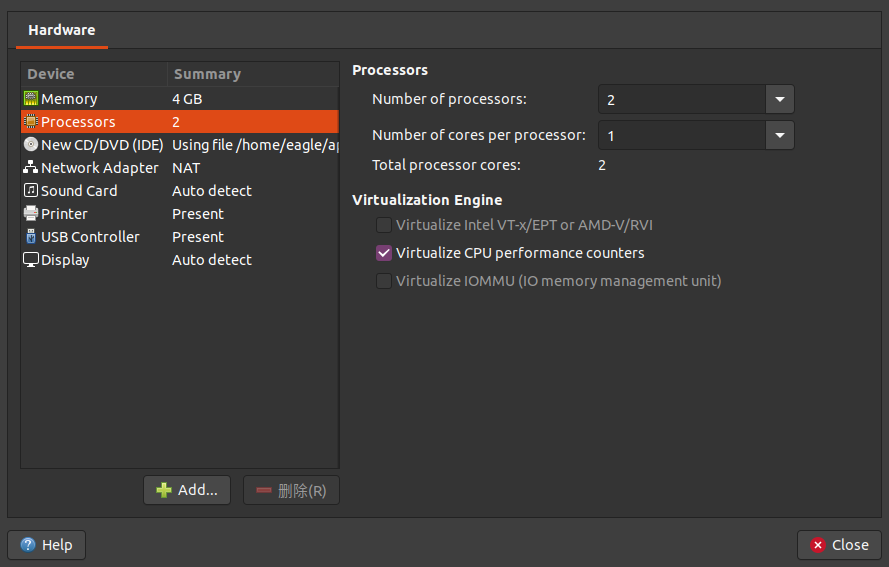 Hardware
Device Summary
Memory 4 GB
Processors 2
New CD/DVD (IDE) Using file /home/eagle/ap
Network Adapter NAT
Sound Card Auto detect
Printer Present
USB Controller Present
Display Auto detect
Add...
删除(R)
Processors
Number of processors: 2
Number of cores per processor: 1
Total processor cores: 2
Virtualization Engine
Virtualize Intel VT-x/EPT or AMD-V/RVI
Virtualize CPU performance counters
Virtualize IOMMU (IO memory management unit)
Help
Close